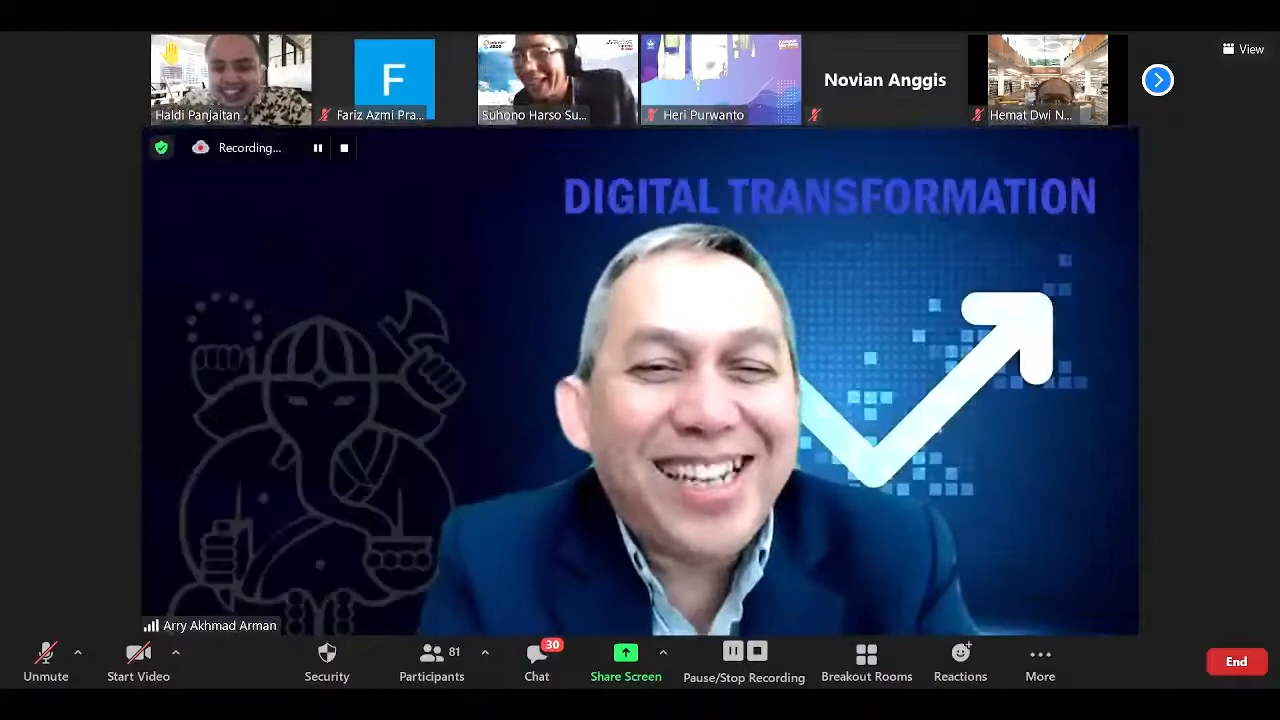 View
Haldi Panjaitan
F
Fariz Azmi Pra...
Suhono Harso Su...
Heri Purwanto
Novian Anggis
Hemat Dwi N...
Recording...
DIGITAL TRANSFORMATION
Arry Akhmad Arman
Unmute
Start Video
Security
81
Participants
30
Chat
Share Screen
Pause/Stop Recording
Breakout Rooms
Reactions
More
End